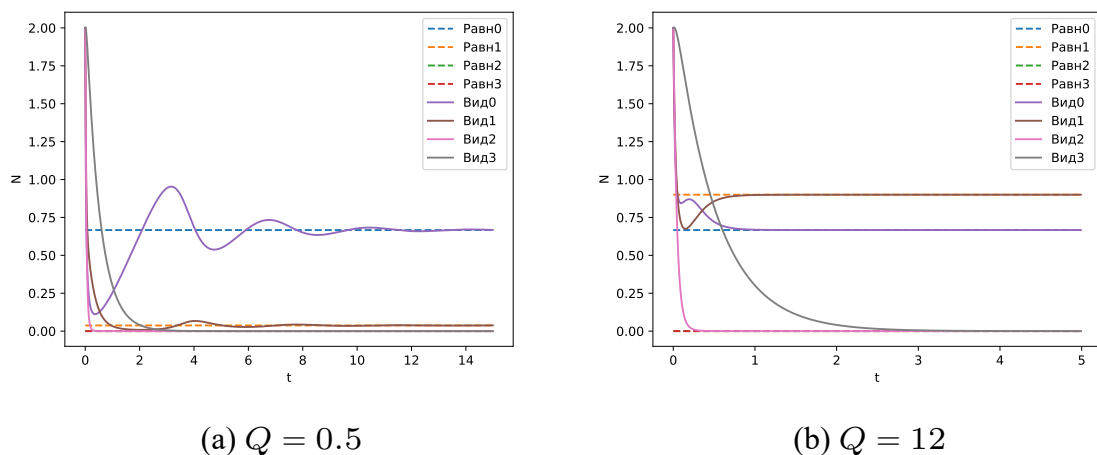 2.00
1.75
1.50
1.25
1.00
0.75
0.50
0.25
0.00
N
0 2 4 6 8 10 12 14
t
Равн0
Равн1
Равн2
Равн3
Вид0
Вид1
Вид2
Вид3
(a) Q = 0.5
2.00
1.75
1.50
1.25
1.00
0.75
0.50
0.25
0.00
N
0 1 2 3 4 5
t
Равн0
Равн1
Равн2
Равн3
Вид0
Вид1
Вид2
Вид3
(b) Q = 12